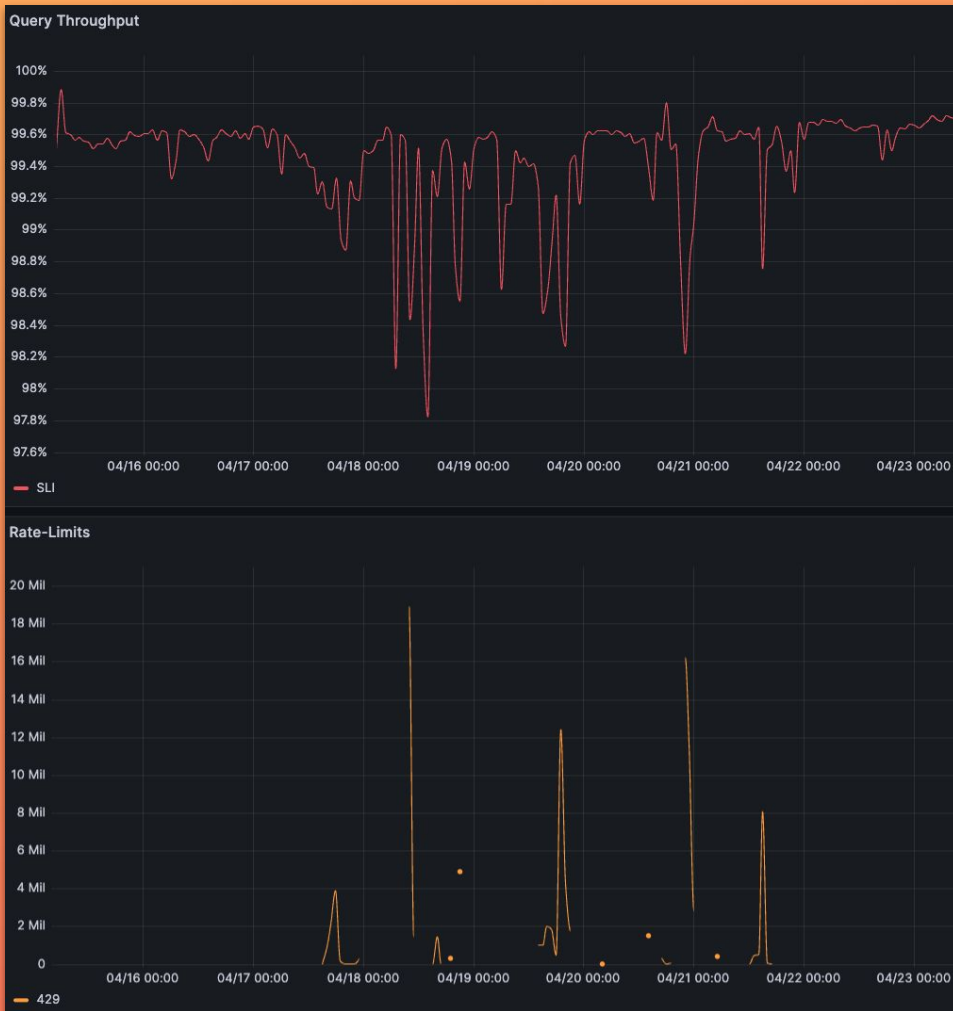 Query Throughput
100%
99.8%
99.6%
99.4%
99.2%
99%
98.8%
98.6%
98.4%
98.2%
98%
97.8%
97.6%
04/16 00:00 04/17 00:00 04/18 00:00 04/19 00:00 04/20 00:00 04/21 00:00 04/22 00:00 04/23 00:00
SLI
Rate-Limits
20 Mil
18 Mil
16 Mil
14 Mil
12 Mil
10 Mil
8 Mil
6 Mil
4 Mil
2 Mil
0
04/16 00:00 04/17 00:00 04/18 00:00 04/19 00:00 04/20 00:00 04/21 00:00 04/22 00:00 04/23 00:00
429